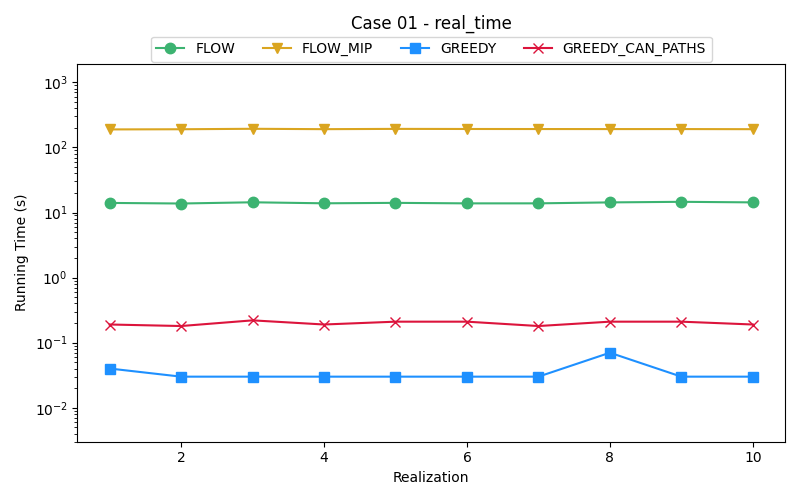 Case 01 - real_time
FLOW FLOW_MIP GREEDY GREEDY_CAN_PATHS
Running Time (s)
10³
10²
10¹
10⁰
10⁻¹
10⁻²
2 4 6 8 10
Realization